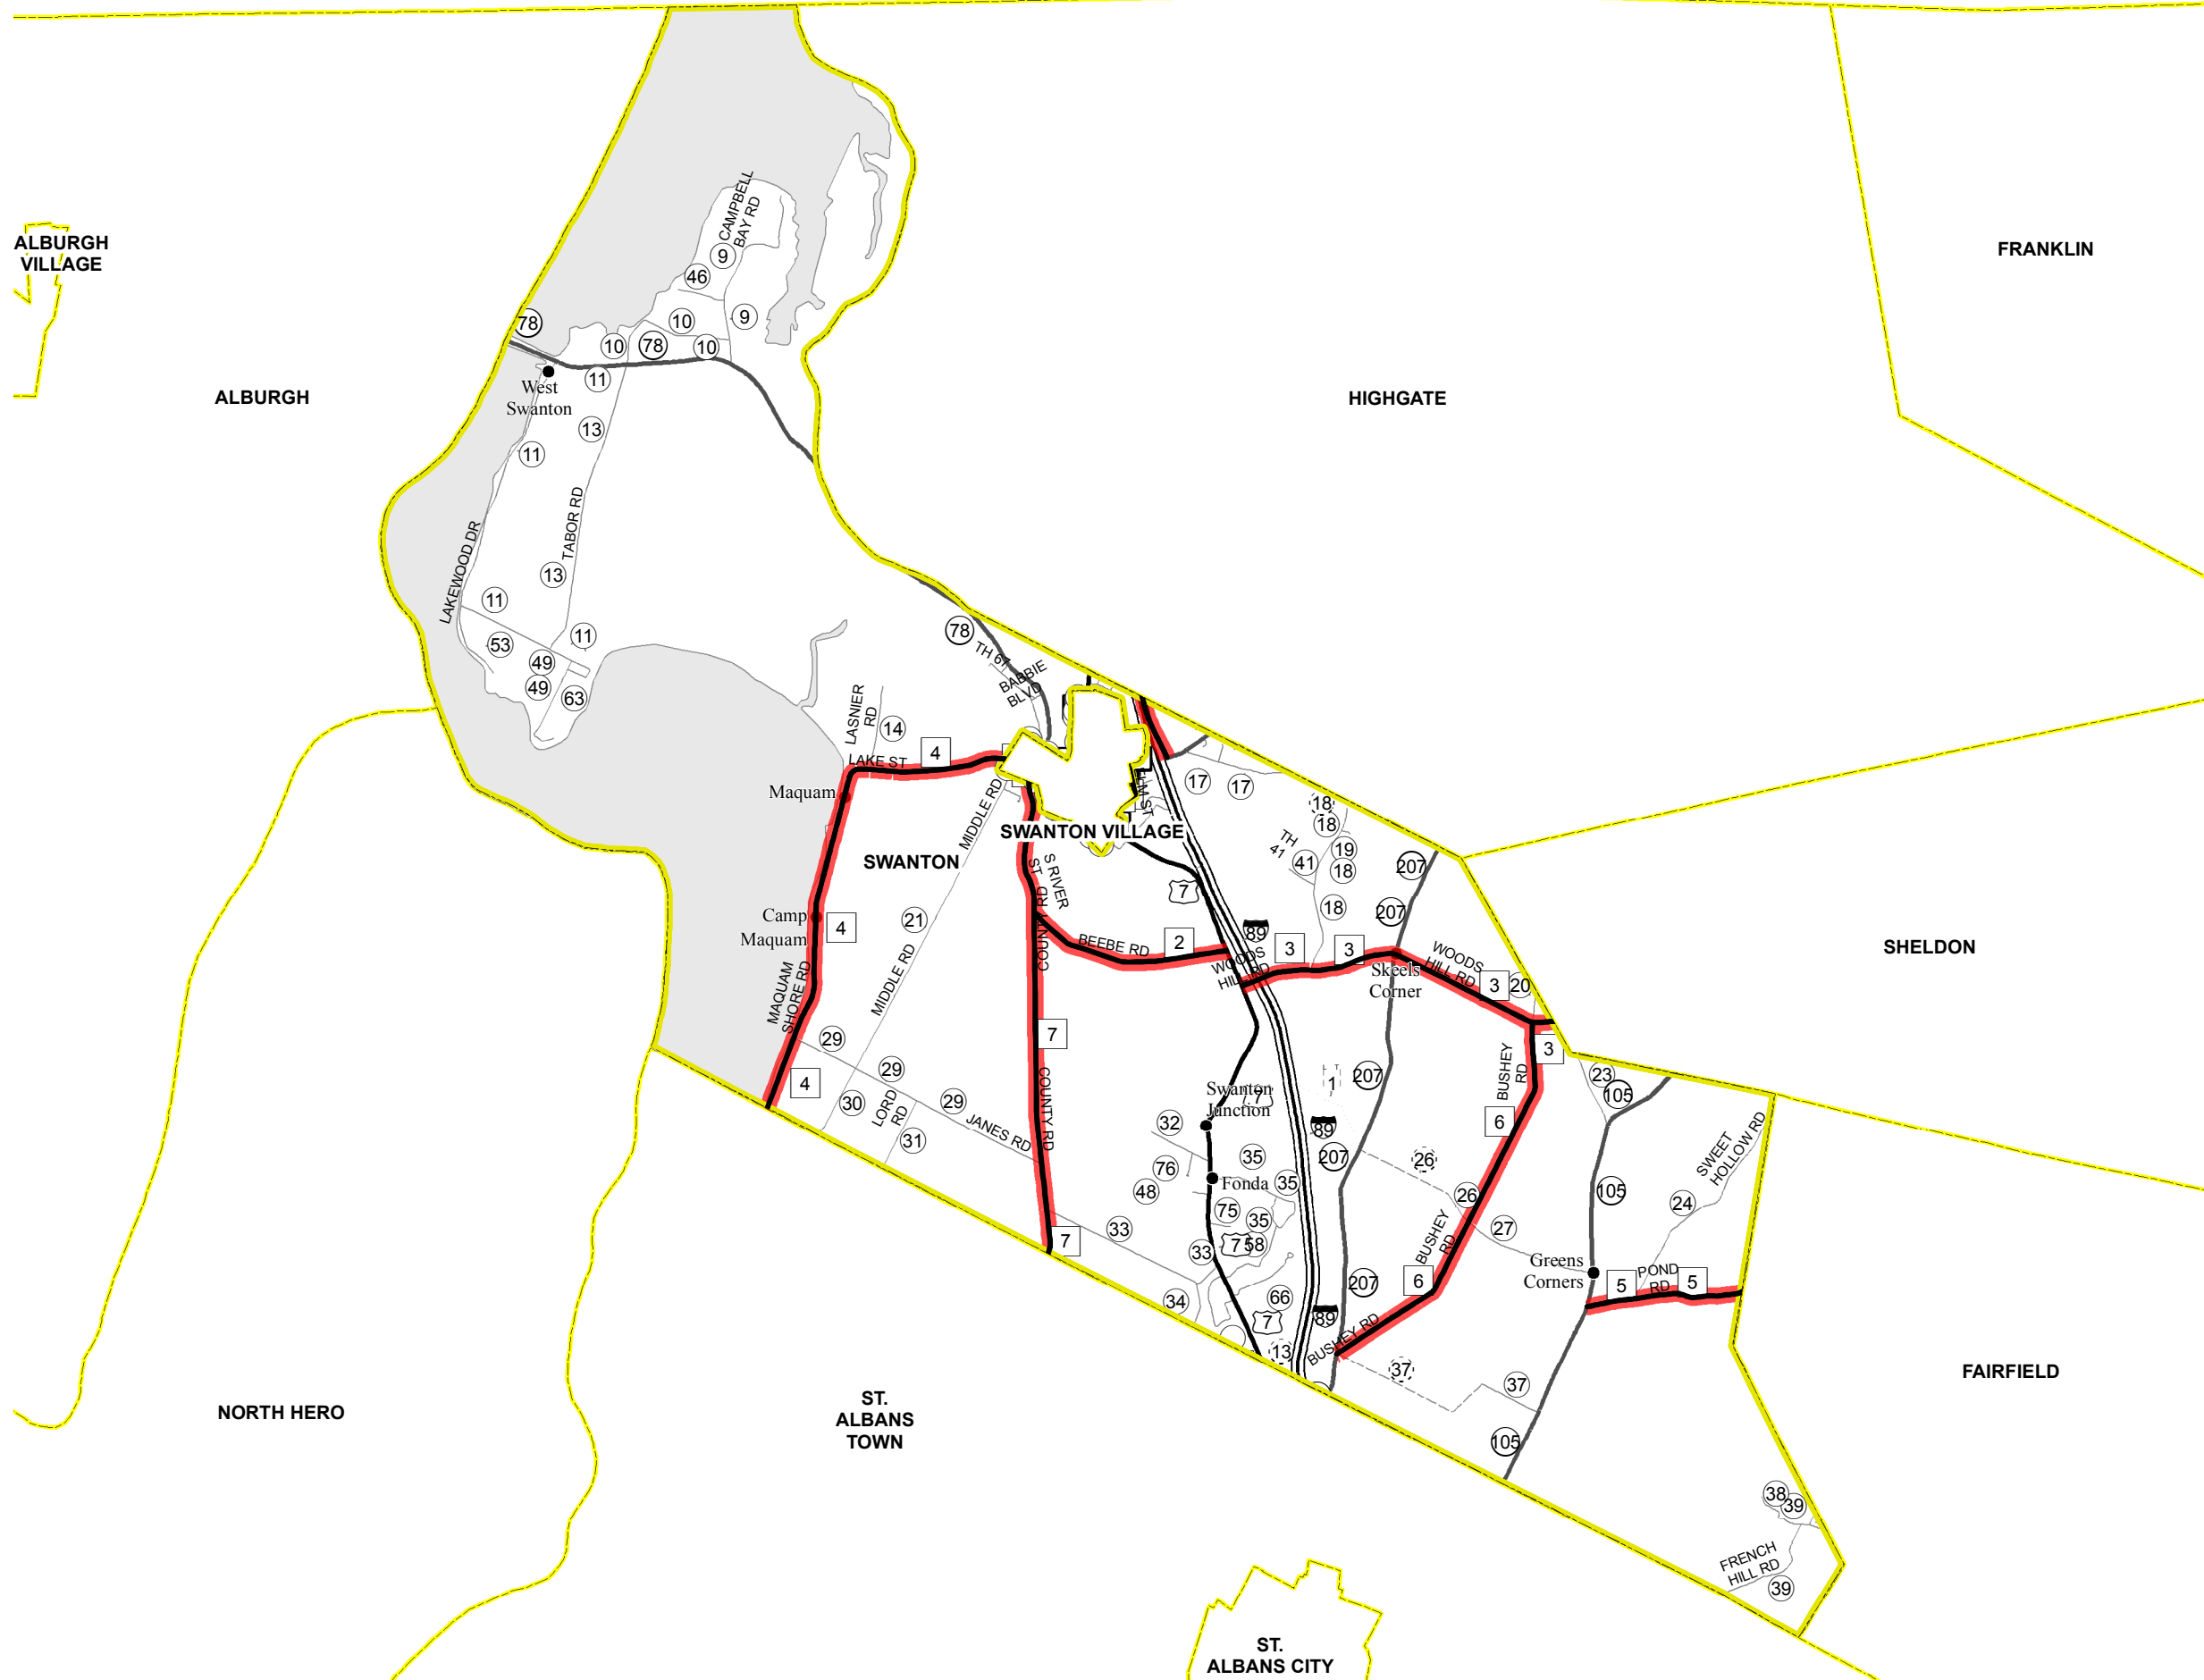 ALBURGH
VILLAGE
FRANKLIN
ALBURGH
HIGHGATE
CAMPBELL
BAY RD
9
46
9
10
78
10
78
10
11
West
Swanton
13
11
TABOR RD
LAKEWOOD DR
13
11
11
53
49
49
63
78
TH 67
BABBIE
BLVD
LASNIER
RD
14
4
LAKE ST
Maquam
MIDDLE RD
ELM ST
17
17
18
18
TH
41
41
19
18
18
SWANTON VILLAGE
SWANTON
S RIVER
ST
COUNTY RD
7
207
207
Camp
Maquam
4
21
BEEBE RD
2
89
WOODS
HILL RD
3
3
Skeels
Corner
WOODS
HILL RD
3
20
3
SHELDON
MAQUAM
SHORE RD
MIDDLE RD
7
29
29
29
4
30
LORD
RD
31
JANES RD
COUNTY RD
Swanton
Junction
7
1
207
89
207
BUSHEY
RD
6
23
105
32
76
48
35
35
Fonda
75
35
7
58
33
33
34
66
7
89
13
26
26
27
BUSHEY
RD
6
207
BUSHEY RD
105
SWEET
HOLLOW RD
24
Greens
Corners
5
POND
RD
5
7
37
37
105
FAIRFIELD
NORTH HERO
ST.
ALBANS
TOWN
38
39
FRENCH
HILL RD
39
ST.
ALBANS CITY